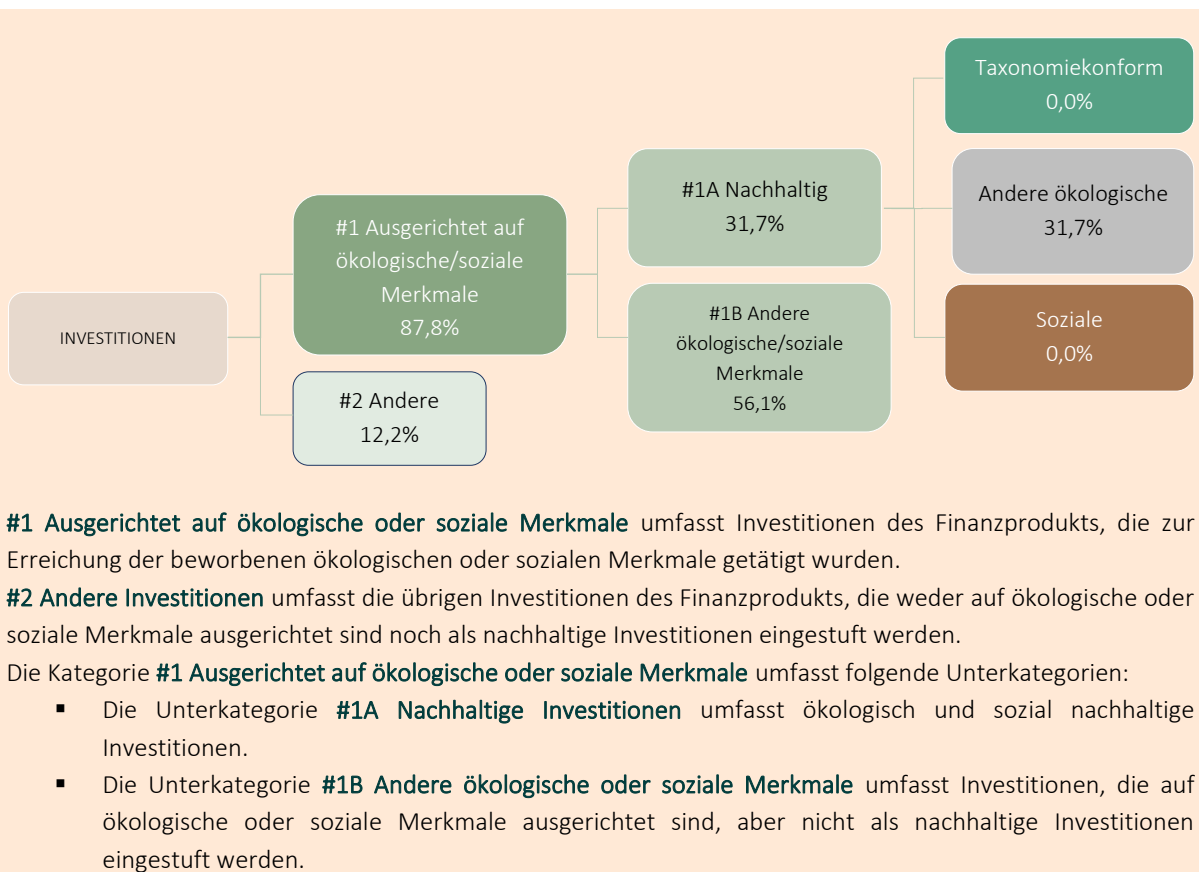 INVESTITIONEN
#1 Ausgerichtet auf
ökologische/soziale
Merkmale
87,8%
#2 Andere
12,2%
#1A Nachhaltig
31,7%
#1B Andere
ökologische/soziale
Merkmale
56,1%
Taxonomiekonform
0,0%
Andere ökologische
31,7%
Soziale
0,0%
#1 Ausgerichtet auf ökologische oder soziale Merkmale umfasst Investitionen des Finanzprodukts, die zur
Erreichung der beworbenen ökologischen oder sozialen Merkmale getätigt wurden.
#2 Andere Investitionen umfasst die übrigen Investitionen des Finanzprodukts, die weder auf ökologische oder
soziale Merkmale ausgerichtet sind noch als nachhaltige Investitionen eingestuft werden.
Die Kategorie #1 Ausgerichtet auf ökologische oder soziale Merkmale umfasst folgende Unterkategorien:
▪ Die Unterkategorie #1A Nachhaltige Investitionen umfasst ökologisch und sozial nachhaltige
Investitionen.
▪ Die Unterkategorie #1B Andere ökologische oder soziale Merkmale umfasst Investitionen, die auf
ökologische oder soziale Merkmale ausgerichtet sind, aber nicht als nachhaltige Investitionen
eingestuft werden.